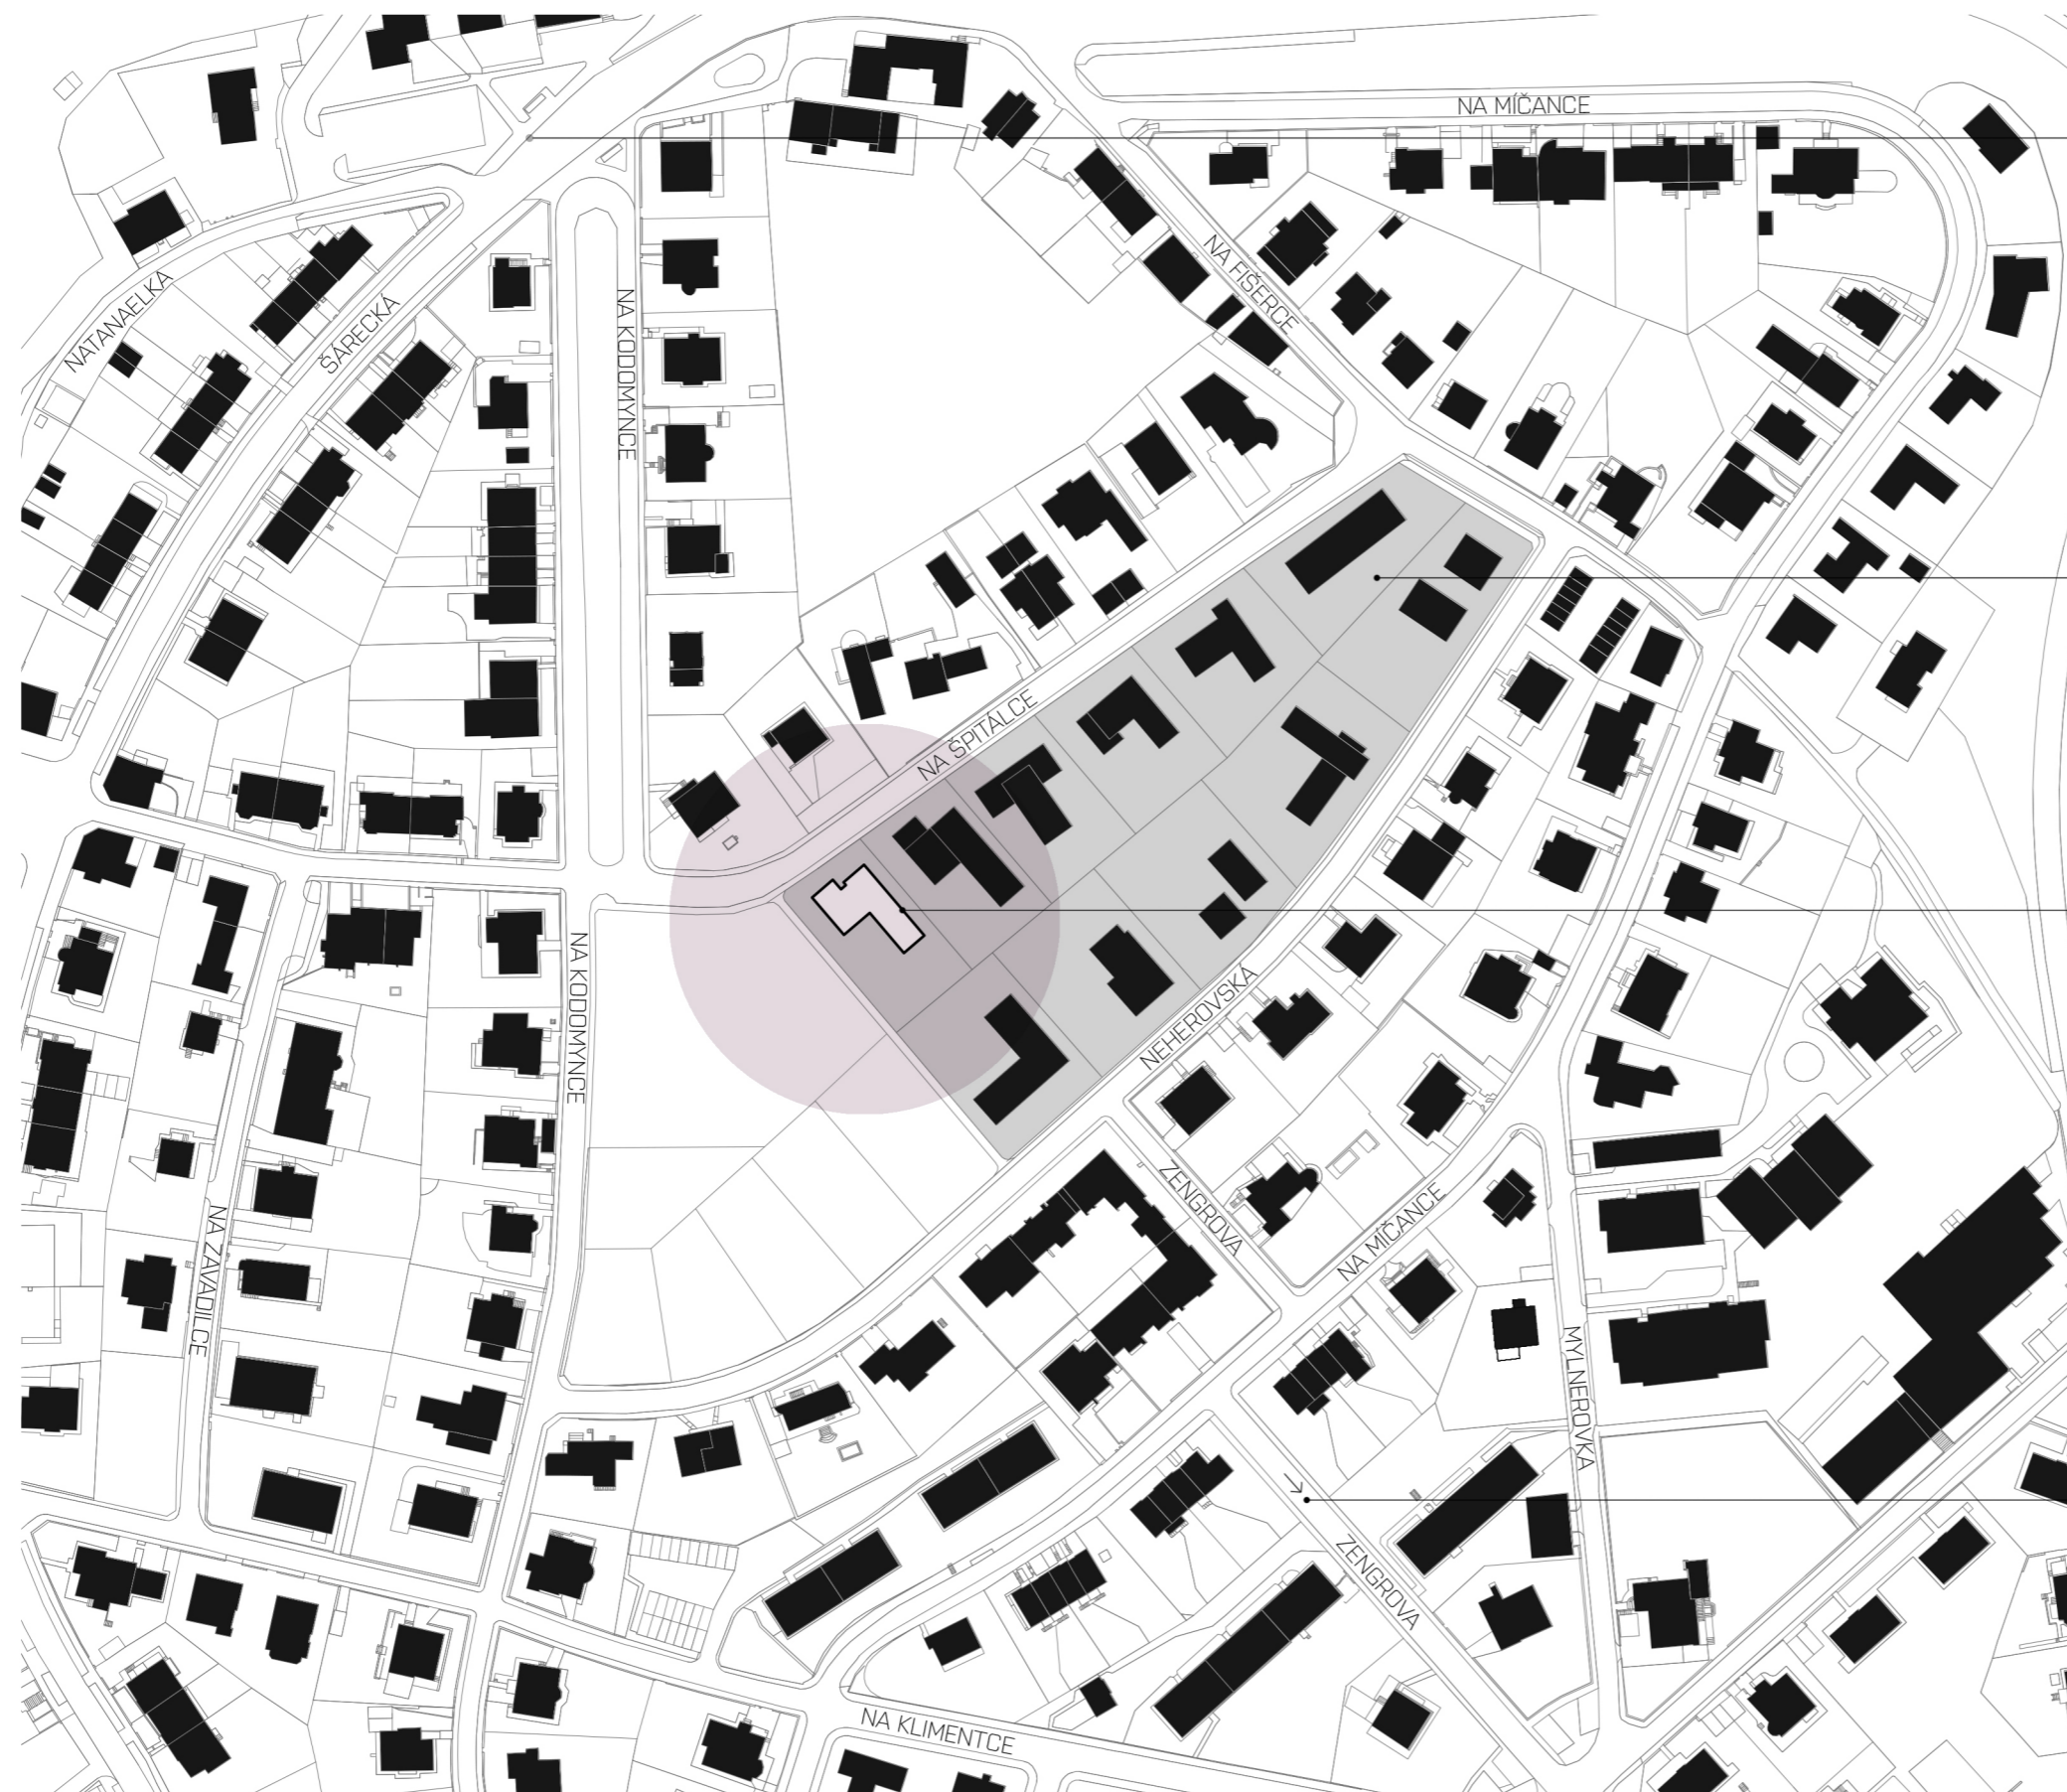 NA MÍČANCE
NA FIŠERCE
NATANAELKA
ŠÁRECKÁ
NA KODOMYNCE
NA ŠPITÁLCE
NA KODOMYNCE
NEHEROVSKÁ
ZENGROVA
NA MÍČANCE
NA ZAVADILCE
MYLNEROVKA
ZENGROVA
NA KLIMENTCE